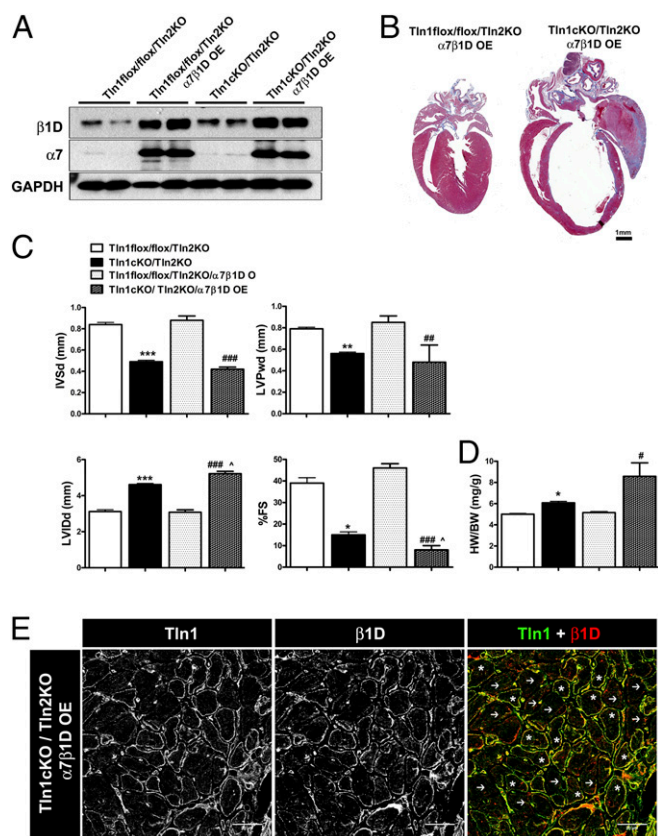 A
Tln1flox/flox/Tln2KO
Tln1flox/flox/Tln2KO
α7β1D OE
Tln1cKO/Tln2KO
Tln1cKO/Tln2KO
α7β1D OE
β1D
α7
GAPDH
B
Tln1flox/flox/Tln2KO
α7β1D OE
Tln1cKO/Tln2KO
α7β1D OE
1mm
C
Tln1flox/flox/Tln2KO
Tln1cKO/Tln2KO
Tln1flox/flox/Tln2KO/α7β1D O
Tln1cKO/ Tln2KO/α7β1D OE
IVSd (mm)
1.0
0.8
0.6
0.4
0.2
0.0
***
###
LVPwd (mm)
1.0
0.8
0.6
0.4
0.2
0.0
**
##
LVIDd (mm)
6
4
2
0
***
### ^
%FS
50
40
30
20
10
0
*
### ^
D
HW/BW (mg/g)
10
8
6
4
2
0
*
#
E
Tln1
β1D
Tln1 + β1D
Tln1cKO / Tln2KO
α7β1D OE